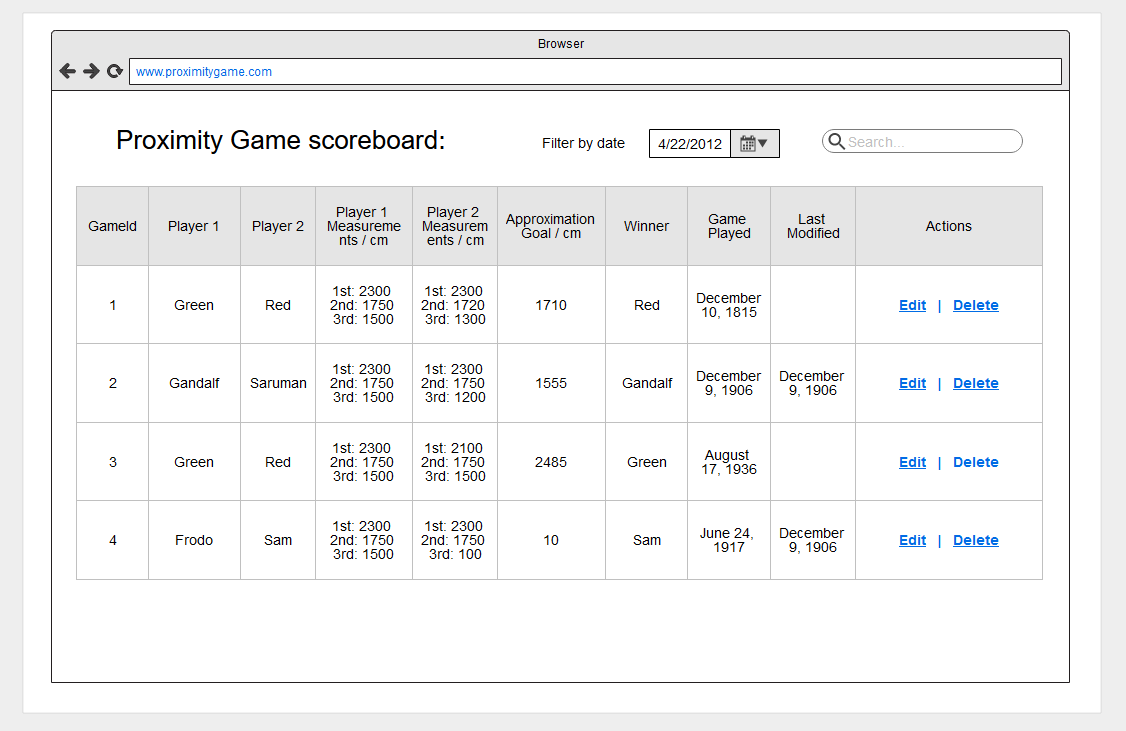 Browser
www.proximitygame.com
Proximity Game scoreboard:
Filter by date
4/22/2012
Search...
GameId
Player 1
Player 2
Player 1
Measureme
nts / cm
Player 2
Measurem
ents / cm
Approximation
Goal / cm
Winner
Game
Played
Last
Modified
Actions
1
Green
Red
1st: 2300
2nd: 1750
3rd: 1500
1st: 2300
2nd: 1720
3rd: 1300
1710
Red
December
10, 1815
Edit | Delete
2
Gandalf
Saruman
1st: 2300
2nd: 1750
3rd: 1500
1st: 2300
2nd: 1750
3rd: 1200
1555
Gandalf
December
9, 1906
December
9, 1906
Edit | Delete
3
Green
Red
1st: 2300
2nd: 1750
3rd: 1500
1st: 2100
2nd: 1750
3rd: 1500
2485
Green
August
17, 1936
Edit | Delete
4
Frodo
Sam
1st: 2300
2nd: 1750
3rd: 1500
1st: 2300
2nd: 1750
3rd: 100
10
Sam
June 24,
1917
December
9, 1906
Edit | Delete